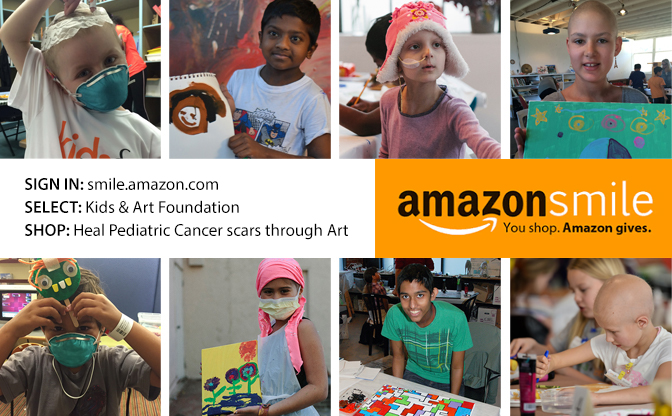 kids
SIGN IN: smile.amazon.com
SELECT: Kids & Art Foundation
SHOP: Heal Pediatric Cancer scars through Art
amazonsmile
You shop. Amazon gives.